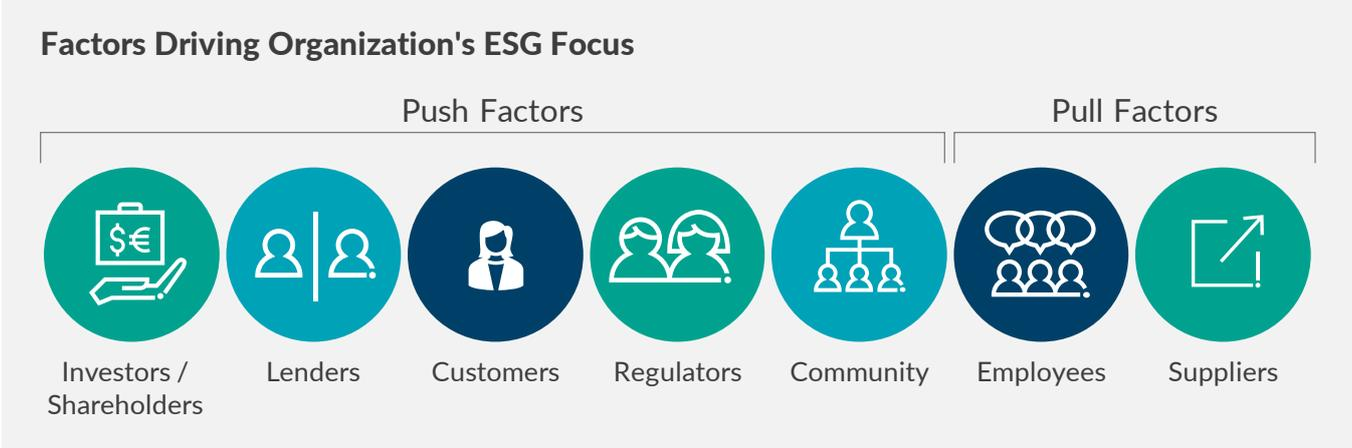 Factors Driving Organization's ESG Focus
Push Factors
Pull Factors
$€
Investors /
Shareholders
Lenders
Customers
Regulators
Community
Employees
Suppliers